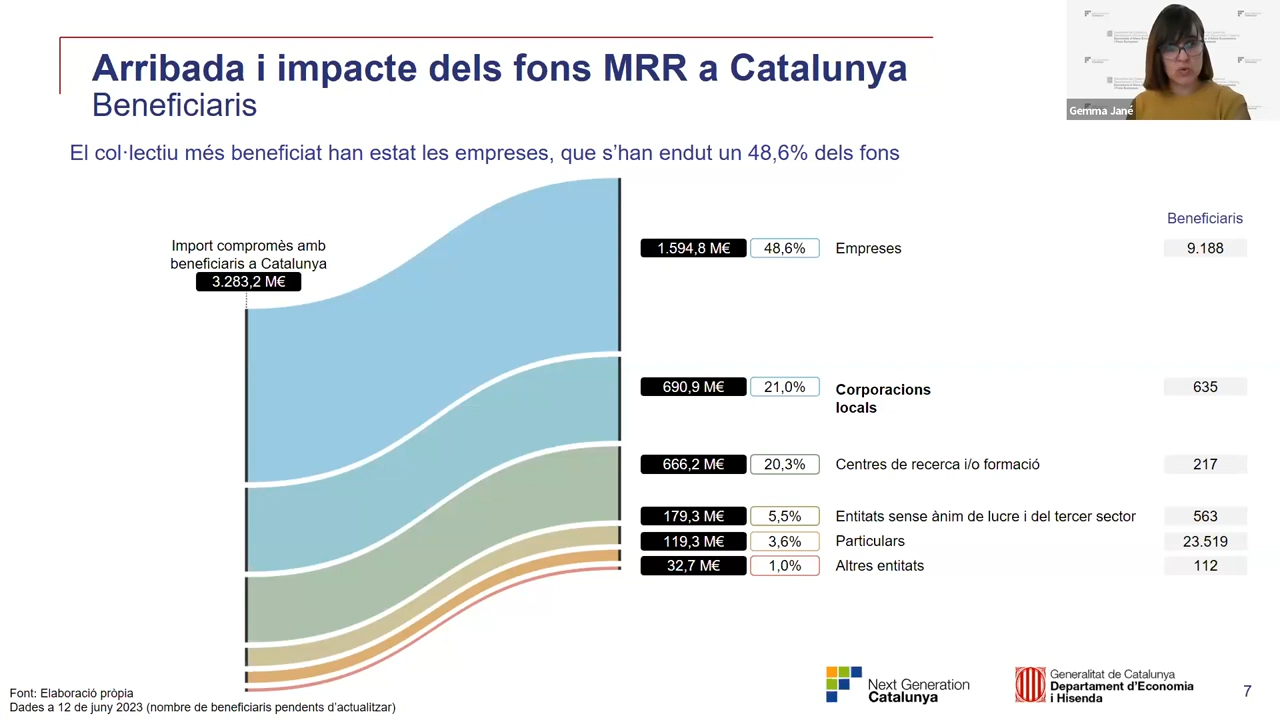 Arribada i impacte dels fons MRR a Catalunya
Beneficiaris
Gemma Jané
El col·lectiu més beneficiat han estat les empreses, que s'han endut un 48,6% dels fons
Import compromès amb
beneficiaris a Catalunya
3.283,2 M€
Beneficiaris
1.594,8 M€ 48,6% Empreses 9.188
690,9 M€ 21,0% Corporacions locals 635
666,2 M€ 20,3% Centres de recerca i/o formació 217
179,3 M€ 5,5% Entitats sense ànim de lucre i del tercer sector 563
119,3 M€ 3,6% Particulars 23.519
32,7 M€ 1,0% Altres entitats 112
Font: Elaboració pròpia
Dades a 12 de juny 2023 (nombre de beneficiaris pendents d'actualitzar)
Next Generation
Catalunya
Generalitat de Catalunya
Departament d'Economia
i Hisenda
7